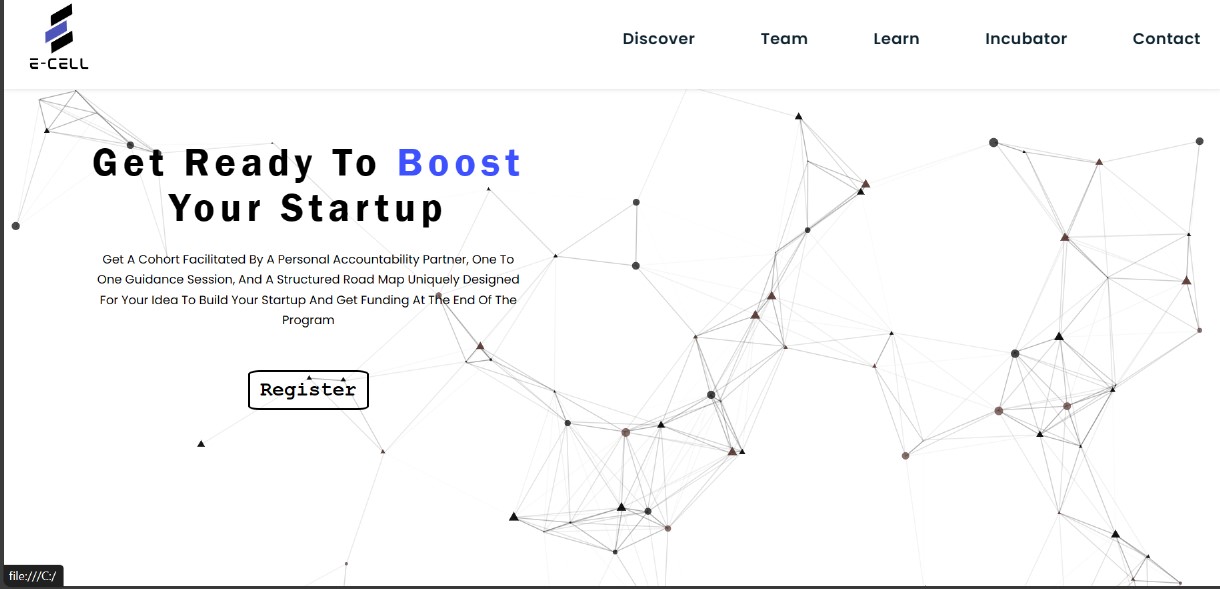 E-CELL
Discover
Team
Learn
Incubator
Contact
Get Ready To Boost
Your Startup
Get A Cohort Facilitated By A Personal Accountability Partner, One To
One Guidance Session, And A Structured Road Map Uniquely Designed
For Your Idea To Build Your Startup And Get Funding At The End Of The
Program
Register
file:///C:/